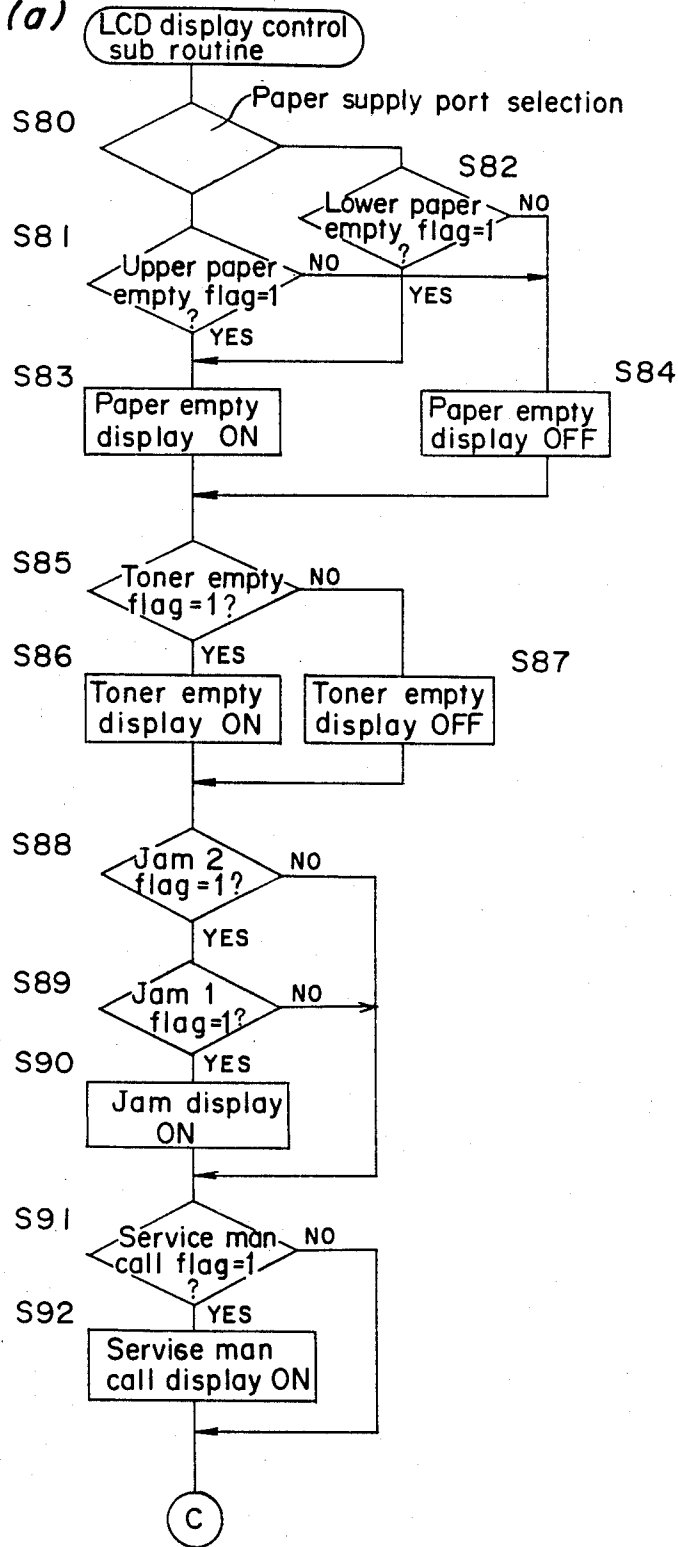 (a)
LCD display control
sub routine
S80
Paper supply port selection
S82
Lower paper
empty flag=1
?
NO
YES
S81
Upper paper
empty flag=1
?
NO
YES
S83
Paper empty
display ON
S84
Paper empty
display OFF
S85
Toner empty
flag=1?
NO
YES
S86
Toner empty
display ON
S87
Toner empty
display OFF
S88
Jam 2
flag=1?
NO
YES
S89
Jam 1
flag=1?
NO
YES
S90
Jam display
ON
S91
Service man
call flag=1
?
NO
YES
S92
Servise man
call display ON
C